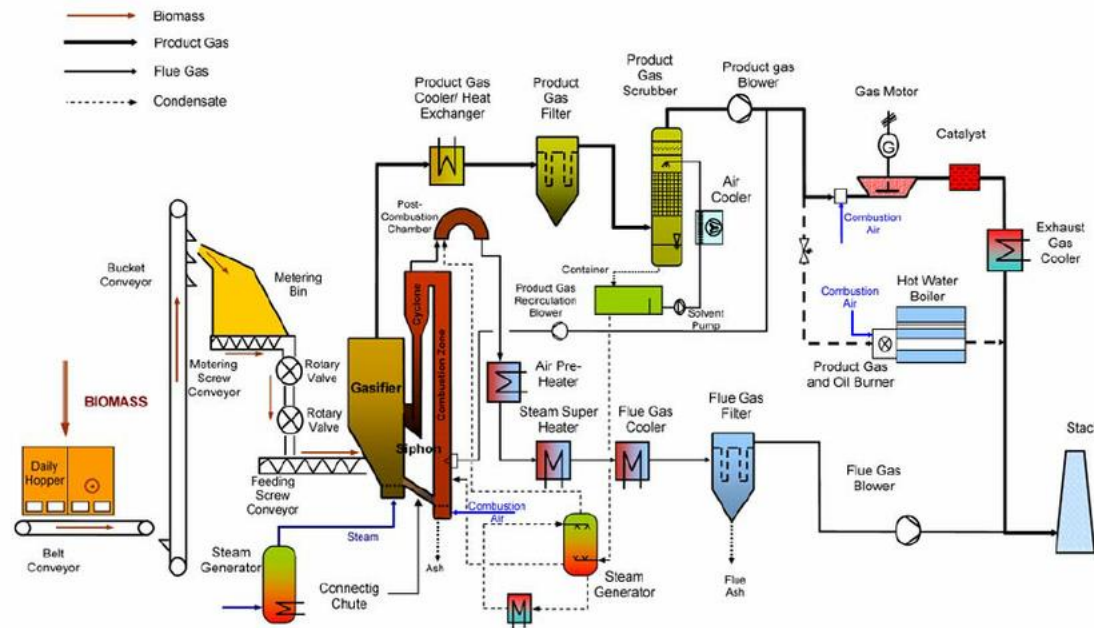 Biomass
Product Gas
Flue Gas
Condensate
Product Gas
Cooler/ Heat
Exchanger
Product
Gas
Filter
Product
Gas
Scrubber
Product gas
Blower
Gas Motor
G
Catalyst
Air
Cooler
Combustion
Air
Exhaust
Gas
Cooler
Post-
Combustion
Chamber
Bucket
Conveyor
Metering
Bin
Container
Product Gas
Recirculation
Blower
Solvent
Pump
Combustion
Air
Hot Water
Boiler
Product Gas
and Oil Burner
Metering
Screw
Conveyor
Rotary
Valve
Rotary
Valve
Gasifier
Cyclone
Combustion Zone
Siphon
Air Pre-
Heater
Steam Super
Heater
Flue Gas
Cooler
Flue Gas
Filter
Flue Gas
Blower
Stac
BIOMASS
Daily
Hopper
Belt
Conveyor
Feeding
Screw
Conveyor
Steam
Combustion
Air
Steam
Generator
Connectig
Chute
Ash
Steam
Generator
Flue
Ash